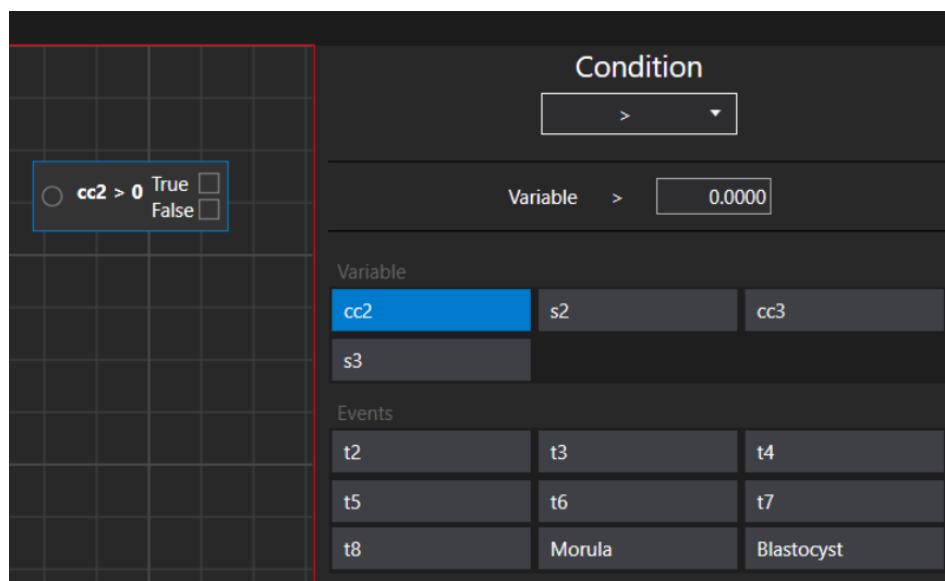 Condition
>
cc2 > 0 True
False
Variable > 0.0000
Variable
cc2 s2 cc3
s3
Events
t2 t3 t4
t5 t6 t7
t8 Morula Blastocyst